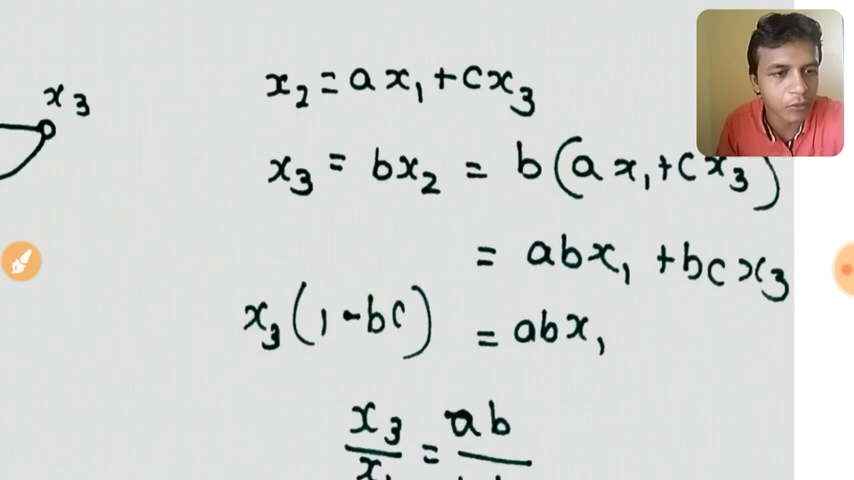 x₃
x₂ = ax₁ + cx₃
x₃ = bx₂ = b(ax₁ + cx₃)
= abx₁ + bcx₃
x₃(1 - bc) = abx₁
x₃/x₁ = ab/